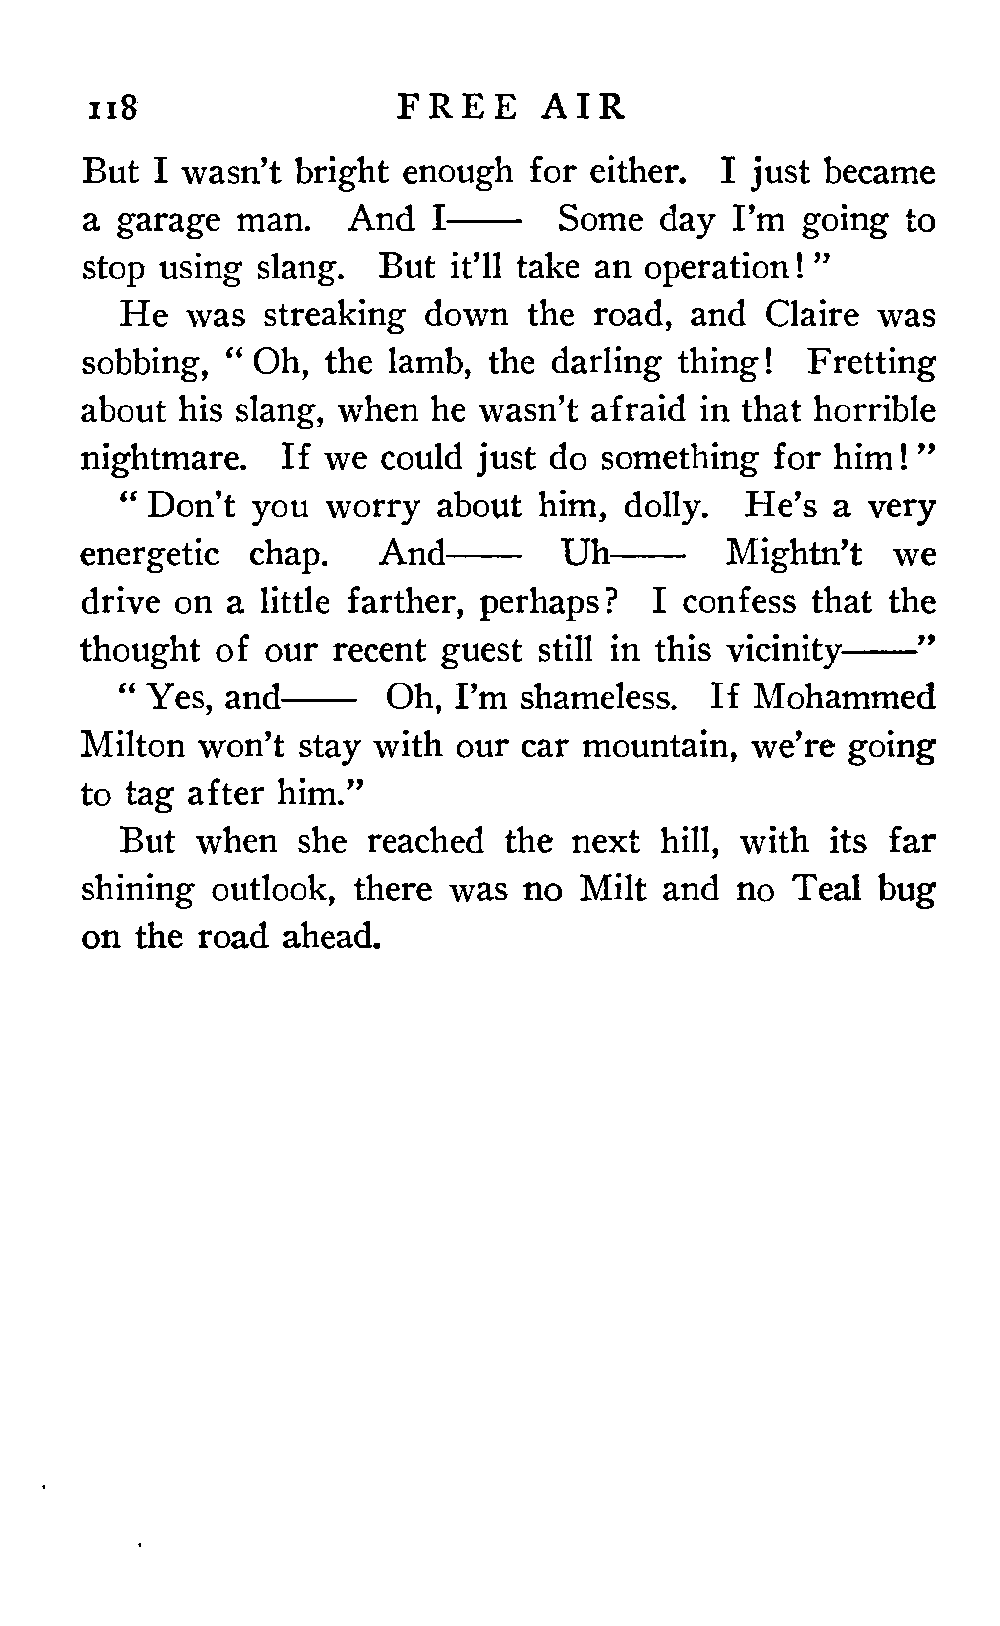 118 FREE AIR
But I wasn't bright enough for either. I just became
a garage man. And I—— Some day I'm going to
stop using slang. But it'll take an operation!"
He was streaking down the road, and Claire was
sobbing, "Oh, the lamb, the darling thing! Fretting
about his slang, when he wasn't afraid in that horrible
nightmare. If we could just do something for him!"
"Don't you worry about him, dolly. He's a very
energetic chap. And—— Uh—— Mightn't we
drive on a little farther, perhaps? I confess that the
thought of our recent guest still in this vicinity——"
"Yes, and—— Oh, I'm shameless. If Mohammed
Milton won't stay with our car mountain, we're going
to tag after him."
But when she reached the next hill, with its far
shining outlook, there was no Milt and no Teal bug
on the road ahead.